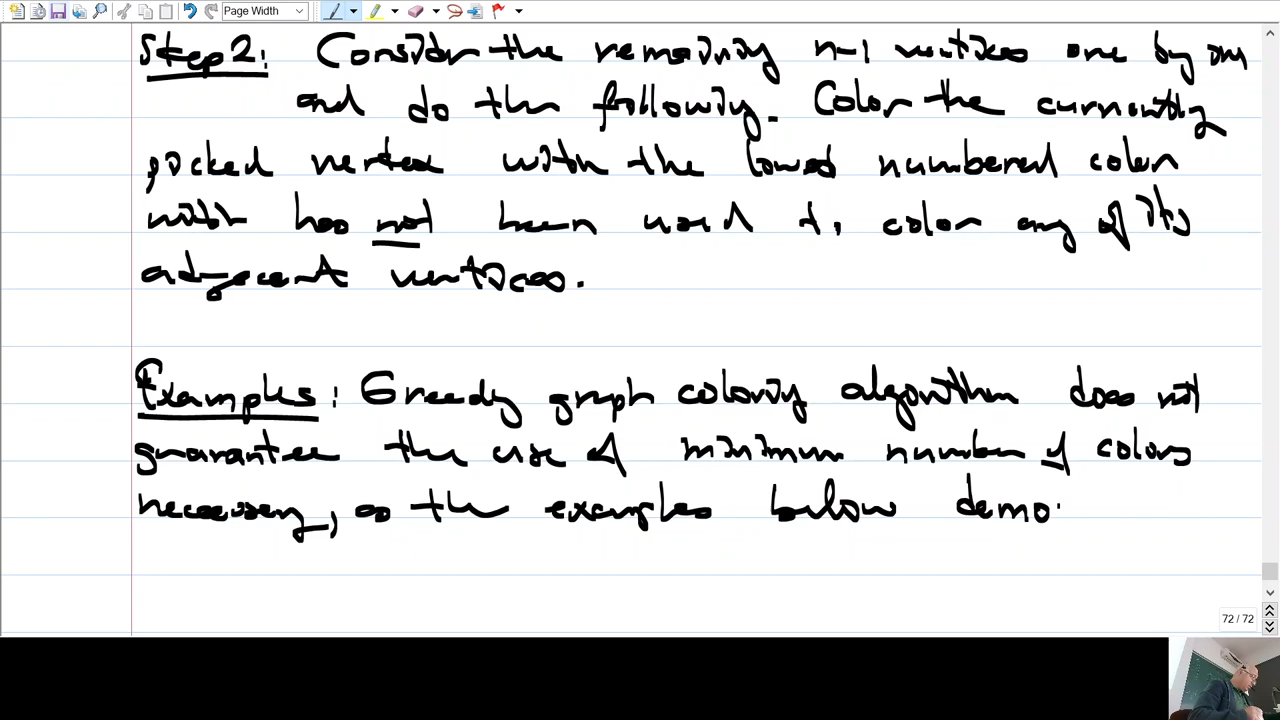 Page Width
Step2: Consider the remaining n-1 vertices one by one
and do the following. Color the currently
picked vertex with the lowest numbered color
with has not been used to color any of its
adjacent vertices.
Examples: Greedy graph coloring algorithm does not
guarantee the use of minimum number of colors
necessary, as the examples below demo
72 / 72